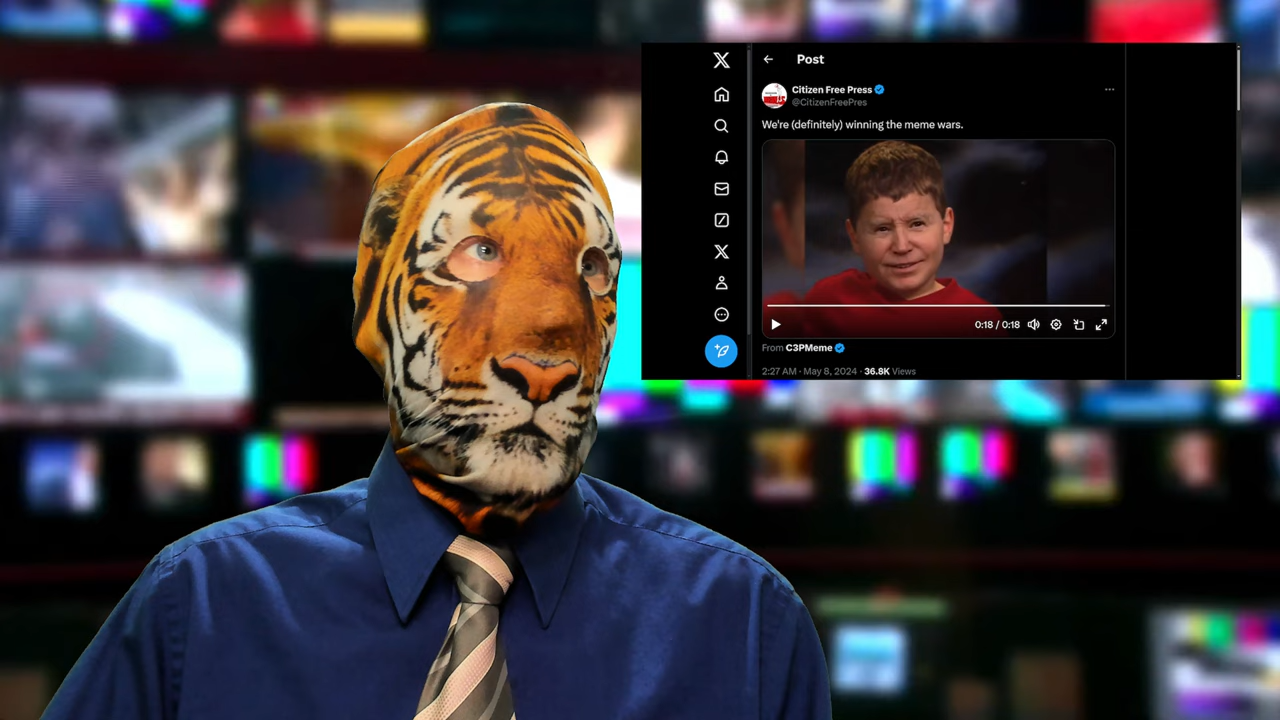 Post
Citizen Free Press
@CitizenFreePres
We're (definitely) winning the meme wars.
0:18 / 0:18
From C3PMeme
2:27 AM · May 8, 2024 · 36.8K Views